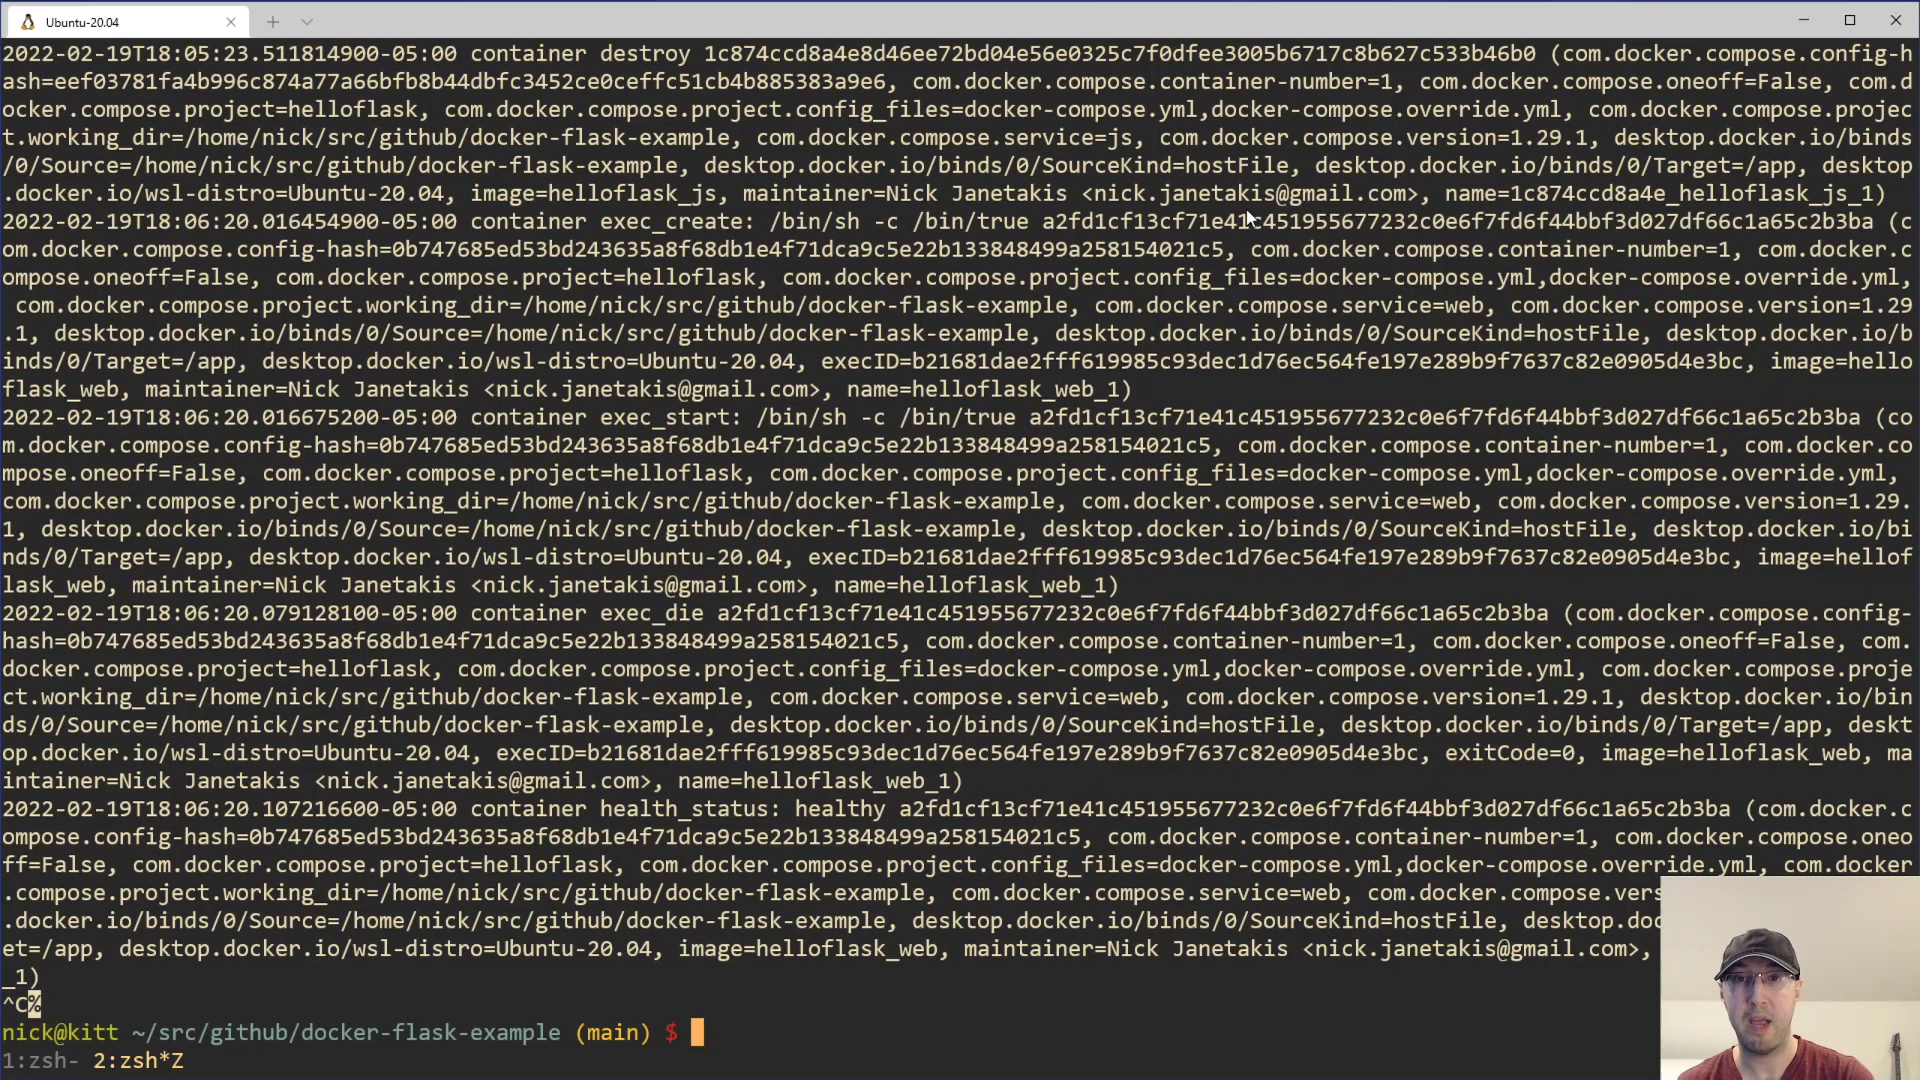 Ubuntu-20.04
2022-02-19T18:05:23.511814900-05:00 container destroy 1c874ccd8a4e8d46ee72bd04e56e0325c7f0dfee3005b6717c8b627c533b46b0 (com.docker.compose.config-h
ash=eef03781fa4b996c874a77a66bfb8b44dbfc3452ce0ceffc51cb4b885383a9e6, com.docker.compose.container-number=1, com.docker.compose.oneoff=False, com.d
ocker.compose.project=helloflask, com.docker.compose.project.config_files=docker-compose.yml,docker-compose.override.yml, com.docker.compose.projec
t.working_dir=/home/nick/src/github/docker-flask-example, com.docker.compose.service=js, com.docker.compose.version=1.29.1, desktop.docker.io/binds
/0/Source=/home/nick/src/github/docker-flask-example, desktop.docker.io/binds/0/SourceKind=hostFile, desktop.docker.io/binds/0/Target=/app, desktop
.docker.io/wsl-distro=Ubuntu-20.04, image=helloflask_js, maintainer=Nick Janetakis <nick.janetakis@gmail.com>, name=1c874ccd8a4e_helloflask_js_1)
2022-02-19T18:06:20.016454900-05:00 container exec_create: /bin/sh -c /bin/true a2fd1cf13cf71e41c451955677232c0e6f7fd6f44bbf3d027df66c1a65c2b3ba (c
om.docker.compose.config-hash=0b747685ed53bd243635a8f68db1e4f71dca9c5e22b133848499a258154021c5, com.docker.compose.container-number=1, com.docker.c
ompose.oneoff=False, com.docker.compose.project=helloflask, com.docker.compose.project.config_files=docker-compose.yml,docker-compose.override.yml,
com.docker.compose.project.working_dir=/home/nick/src/github/docker-flask-example, com.docker.compose.service=web, com.docker.compose.version=1.29
.1, desktop.docker.io/binds/0/Source=/home/nick/src/github/docker-flask-example, desktop.docker.io/binds/0/SourceKind=hostFile, desktop.docker.io/b
inds/0/Target=/app, desktop.docker.io/wsl-distro=Ubuntu-20.04, execID=b21681dae2fff619985c93dec1d76ec564fe197e289b9f7637c82e0905d4e3bc, image=hello
flask_web, maintainer=Nick Janetakis <nick.janetakis@gmail.com>, name=helloflask_web_1)
2022-02-19T18:06:20.016675200-05:00 container exec_start: /bin/sh -c /bin/true a2fd1cf13cf71e41c451955677232c0e6f7fd6f44bbf3d027df66c1a65c2b3ba (co
m.docker.compose.config-hash=0b747685ed53bd243635a8f68db1e4f71dca9c5e22b133848499a258154021c5, com.docker.compose.container-number=1, com.docker.co
mpose.oneoff=False, com.docker.compose.project=helloflask, com.docker.compose.project.config_files=docker-compose.yml,docker-compose.override.yml,
com.docker.compose.project.working_dir=/home/nick/src/github/docker-flask-example, com.docker.compose.service=web, com.docker.compose.version=1.29.
1, desktop.docker.io/binds/0/Source=/home/nick/src/github/docker-flask-example, desktop.docker.io/binds/0/SourceKind=hostFile, desktop.docker.io/bi
nds/0/Target=/app, desktop.docker.io/wsl-distro=Ubuntu-20.04, execID=b21681dae2fff619985c93dec1d76ec564fe197e289b9f7637c82e0905d4e3bc, image=hellof
lask_web, maintainer=Nick Janetakis <nick.janetakis@gmail.com>, name=helloflask_web_1)
2022-02-19T18:06:20.079128100-05:00 container exec_die a2fd1cf13cf71e41c451955677232c0e6f7fd6f44bbf3d027df66c1a65c2b3ba (com.docker.compose.config-
hash=0b747685ed53bd243635a8f68db1e4f71dca9c5e22b133848499a258154021c5, com.docker.compose.container-number=1, com.docker.compose.oneoff=False, com.
docker.compose.project=helloflask, com.docker.compose.project.config_files=docker-compose.yml,docker-compose.override.yml, com.docker.compose.proje
ct.working_dir=/home/nick/src/github/docker-flask-example, com.docker.compose.service=web, com.docker.compose.version=1.29.1, desktop.docker.io/bin
ds/0/Source=/home/nick/src/github/docker-flask-example, desktop.docker.io/binds/0/SourceKind=hostFile, desktop.docker.io/binds/0/Target=/app, deskt
op.docker.io/wsl-distro=Ubuntu-20.04, execID=b21681dae2fff619985c93dec1d76ec564fe197e289b9f7637c82e0905d4e3bc, exitCode=0, image=helloflask_web, ma
intainer=Nick Janetakis <nick.janetakis@gmail.com>, name=helloflask_web_1)
2022-02-19T18:06:20.107216600-05:00 container health_status: healthy a2fd1cf13cf71e41c451955677232c0e6f7fd6f44bbf3d027df66c1a65c2b3ba (com.docker.c
ompose.config-hash=0b747685ed53bd243635a8f68db1e4f71dca9c5e22b133848499a258154021c5, com.docker.compose.container-number=1, com.docker.compose.oneo
ff=False, com.docker.compose.project=helloflask, com.docker.compose.project.config_files=docker-compose.yml,docker-compose.override.yml, com.docker
.compose.project.working_dir=/home/nick/src/github/docker-flask-example, com.docker.compose.service=web, com.docker.compose.vers
.docker.io/binds/0/Source=/home/nick/src/github/docker-flask-example, desktop.docker.io/binds/0/SourceKind=hostFile, desktop.do
et=/app, desktop.docker.io/wsl-distro=Ubuntu-20.04, image=helloflask_web, maintainer=Nick Janetakis <nick.janetakis@gmail.com>,
_1)
^C%
nick@kitt ~/src/github/docker-flask-example (main) $
1:zsh- 2:zsh*Z